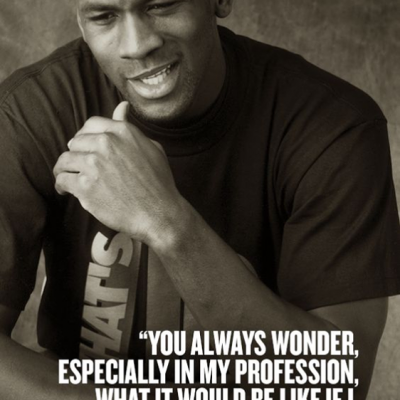 HAT'S
“YOU ALWAYS WONDER,
ESPECIALLY IN MY PROFESSION,
WHAT IT WOULD BE LIKE IF I